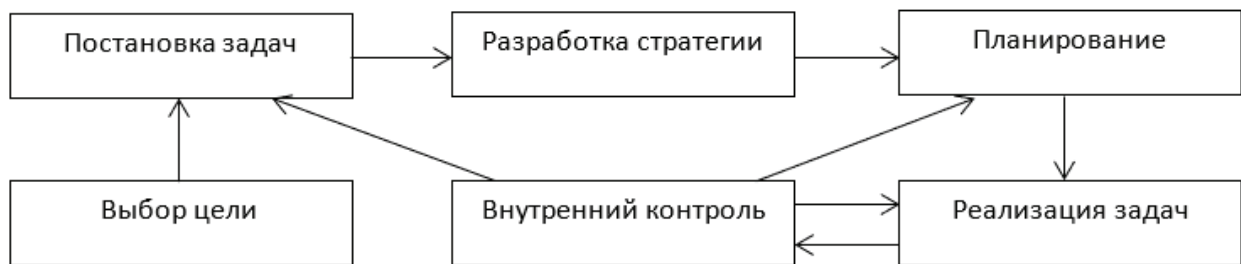 Постановка задач
Разработка стратегии
Планирование
Выбор цели
Внутренний контроль
Реализация задач